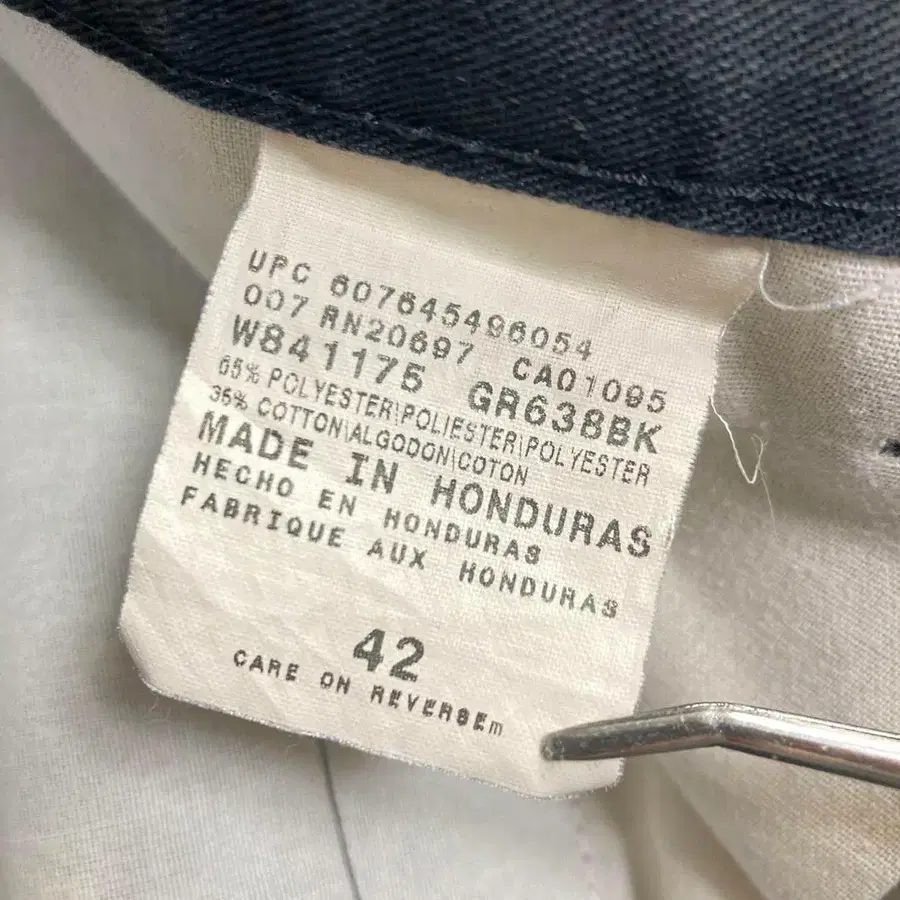 UPC 607645496054
007 RN20697 CA01095
W841175 GR638BK
65% POLYESTER\POLIESTER\POLYESTER
35% COTTON\ALGODON\COTON
MADE IN HONDURAS
HECHO EN HONDURAS
FABRIQUE AUX HONDURAS
42
CARE ON REVERSEm